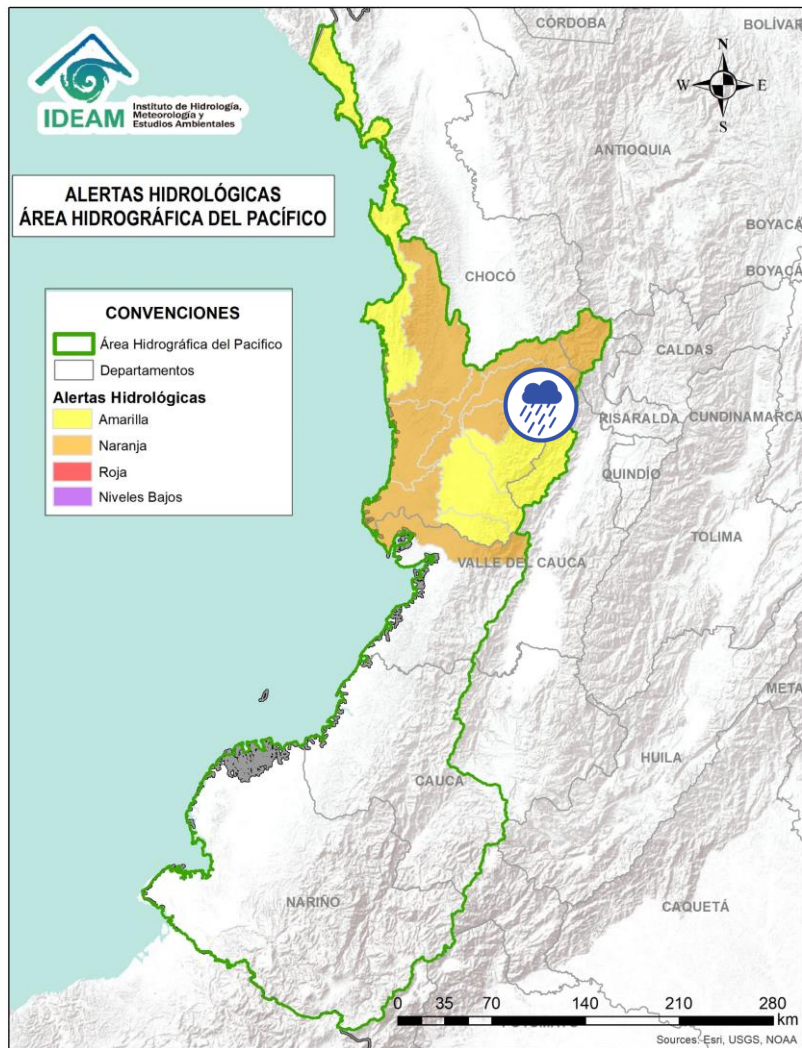 IDEAM
Instituto de Hidrología,
Meteorología y
Estudios Ambientales
ALERTAS HIDROLÓGICAS
ÁREA HIDROGRÁFICA DEL PACÍFICO
CONVENCIONES
Área Hidrográfica del Pacifico
Departamentos
Alertas Hidrológicas
Amarilla
Naranja
Roja
Niveles Bajos
N
W
E
S
CÓRDOBA
BOLÍVAR
ANTIOQUIA
BOYACÁ
BOYACÁ
CHOCÓ
CALDAS
RISARALDA
CUNDINAMARCA
QUINDÍO
TOLIMA
VALLE DEL CAUCA
META
HUILA
CAUCA
NARIÑO
CAQUETÁ
0 35 70 140 210 280
km
Sources: Esri, USGS, NOAA